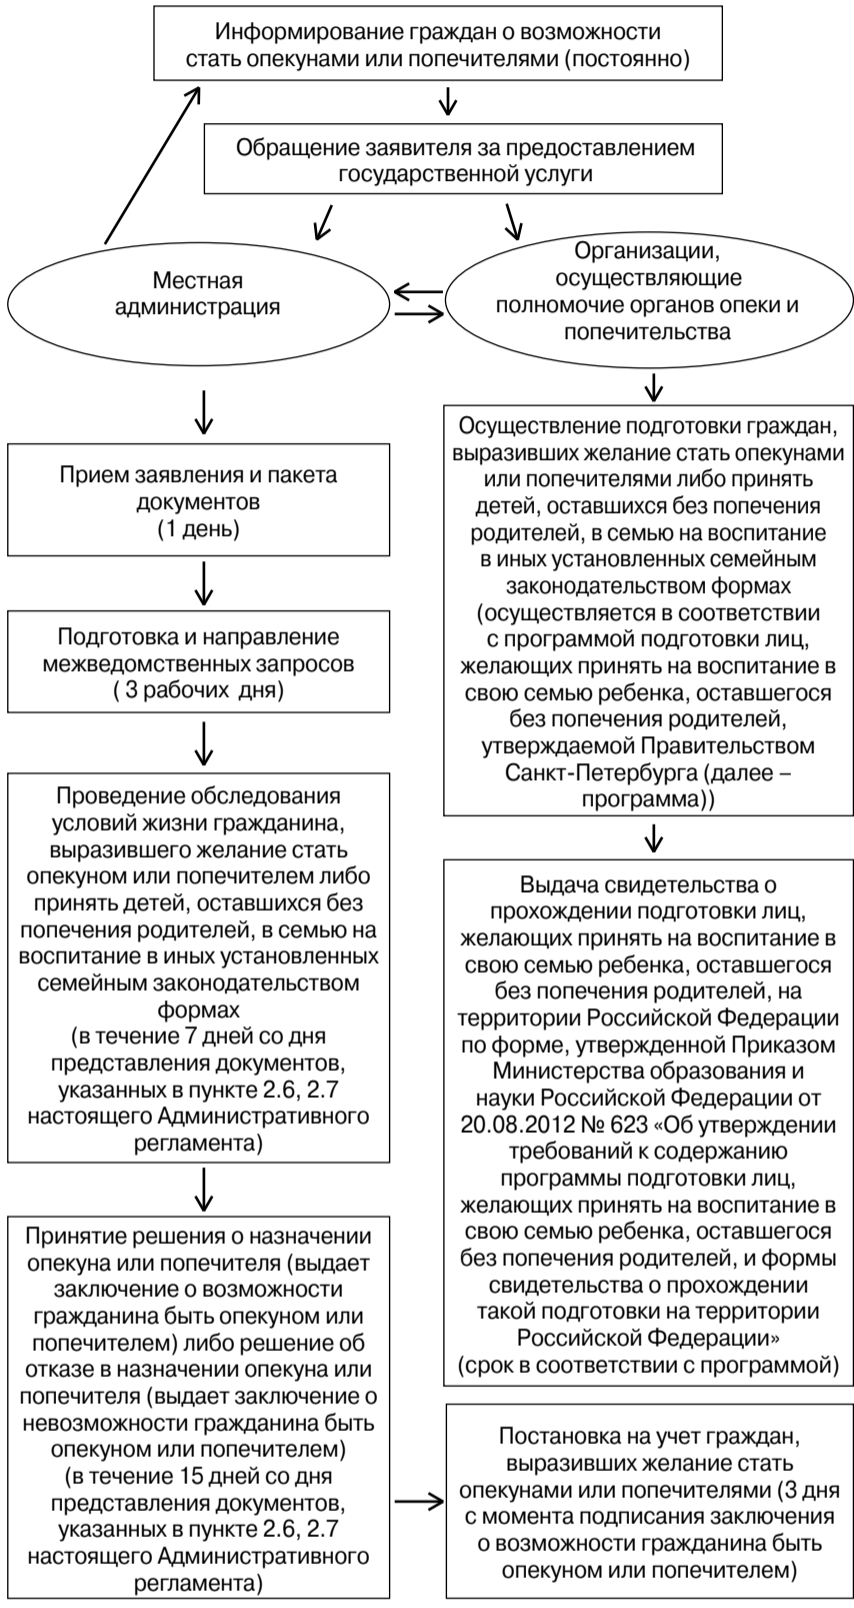 Информирование граждан о возможности
стать опекунами или попечителями (постоянно)
Обращение заявителя за предоставлением
государственной услуги
Местная
администрация
Организации,
осуществляющие
полномочие органов опеки и
попечительства
Прием заявления и пакета
документов
(1 день)
Подготовка и направление
межведомственных запросов
( 3 рабочих дня)
Проведение обследования
условий жизни гражданина,
выразившего желание стать
опекуном или попечителем либо
принять детей, оставшихся без
попечения родителей, в семью на
воспитание в иных установленных
семейным законодательством
формах
(в течение 7 дней со дня
представления документов,
указанных в пункте 2.6, 2.7
настоящего Административного
регламента)
Принятие решения о назначении
опекуна или попечителя (выдает
заключение о возможности
гражданина быть опекуном или
попечителем) либо решение об
отказе в назначении опекуна или
попечителя (выдает заключение о
невозможности гражданина быть
опекуном или попечителем)
(в течение 15 дней со дня
представления документов,
указанных в пункте 2.6, 2.7
настоящего Административного
регламента)
Осуществление подготовки граждан,
выразивших желание стать опекунами
или попечителями либо принять
детей, оставшихся без попечения
родителей, в семью на воспитание
в иных установленных семейным
законодательством формах
(осуществляется в соответствии
с программой подготовки лиц,
желающих принять на воспитание в
свою семью ребенка, оставшегося
без попечения родителей,
утверждаемой Правительством
Санкт-Петербурга (далее –
программа))
Выдача свидетельства о
прохождении подготовки лиц,
желающих принять на воспитание в
свою семью ребенка, оставшегося
без попечения родителей, на
территории Российской Федерации
по форме, утвержденной Приказом
Министерства образования и
науки Российской Федерации от
20.08.2012 № 623 «Об утверждении
требований к содержанию
программы подготовки лиц,
желающих принять на воспитание в
свою семью ребенка, оставшегося
без попечения родителей, и формы
свидетельства о прохождении
такой подготовки на территории
Российской Федерации»
(срок в соответствии с программой)
Постановка на учет граждан,
выразивших желание стать
опекунами или попечителями (3 дня
с момента подписания заключения
о возможности гражданина быть
опекуном или попечителем)